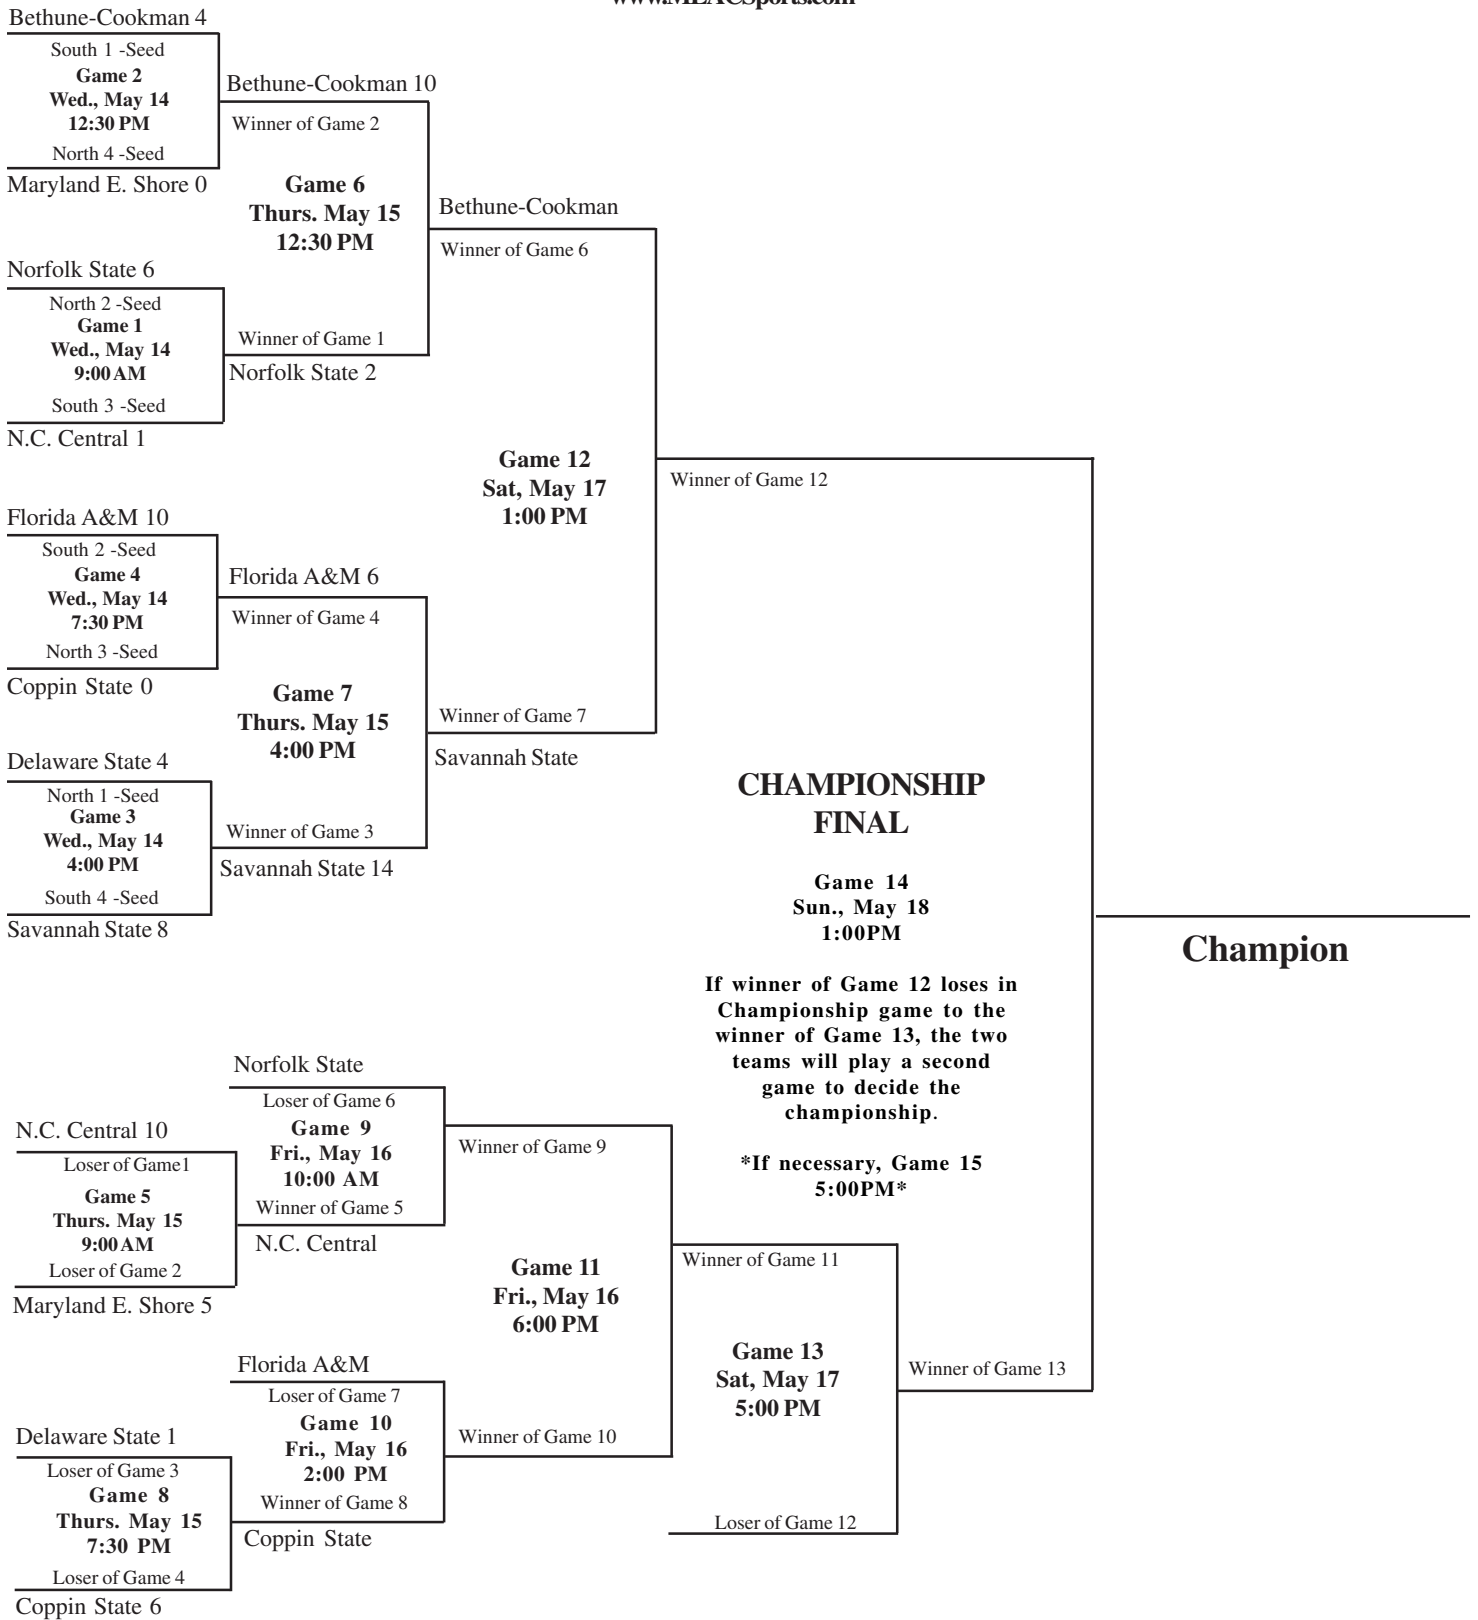 www.MEACSports.com
Bethune-Cookman 4
South 1 -Seed
Game 2
Wed., May 14
12:30 PM
North 4 -Seed
Maryland E. Shore 0
Bethune-Cookman 10
Winner of Game 2
Game 6
Thurs. May 15
12:30 PM
Winner of Game 1
Norfolk State 2
Norfolk State 6
North 2 -Seed
Game 1
Wed., May 14
9:00 AM
South 3 -Seed
N.C. Central 1
Bethune-Cookman
Winner of Game 6
Game 12
Sat, May 17
1:00 PM
Winner of Game 7
Savannah State
Winner of Game 12
Florida A&M 10
South 2 -Seed
Game 4
Wed., May 14
7:30 PM
North 3 -Seed
Coppin State 0
Florida A&M 6
Winner of Game 4
Game 7
Thurs. May 15
4:00 PM
Winner of Game 3
Savannah State 14
Delaware State 4
North 1 -Seed
Game 3
Wed., May 14
4:00 PM
South 4 -Seed
Savannah State 8
CHAMPIONSHIP
FINAL
Game 14
Sun., May 18
1:00PM
If winner of Game 12 loses in
Championship game to the
winner of Game 13, the two
teams will play a second
game to decide the
championship.
*If necessary, Game 15
5:00PM*
Champion
Norfolk State
Loser of Game 6
Game 9
Fri., May 16
10:00 AM
Winner of Game 5
N.C. Central
N.C. Central 10
Loser of Game1
Game 5
Thurs. May 15
9:00 AM
Loser of Game 2
Maryland E. Shore 5
Winner of Game 9
Game 11
Fri., May 16
6:00 PM
Winner of Game 10
Florida A&M
Loser of Game 7
Game 10
Fri., May 16
2:00 PM
Winner of Game 8
Coppin State
Delaware State 1
Loser of Game 3
Game 8
Thurs. May 15
7:30 PM
Loser of Game 4
Coppin State 6
Winner of Game 11
Game 13
Sat, May 17
5:00 PM
Loser of Game 12
Winner of Game 13